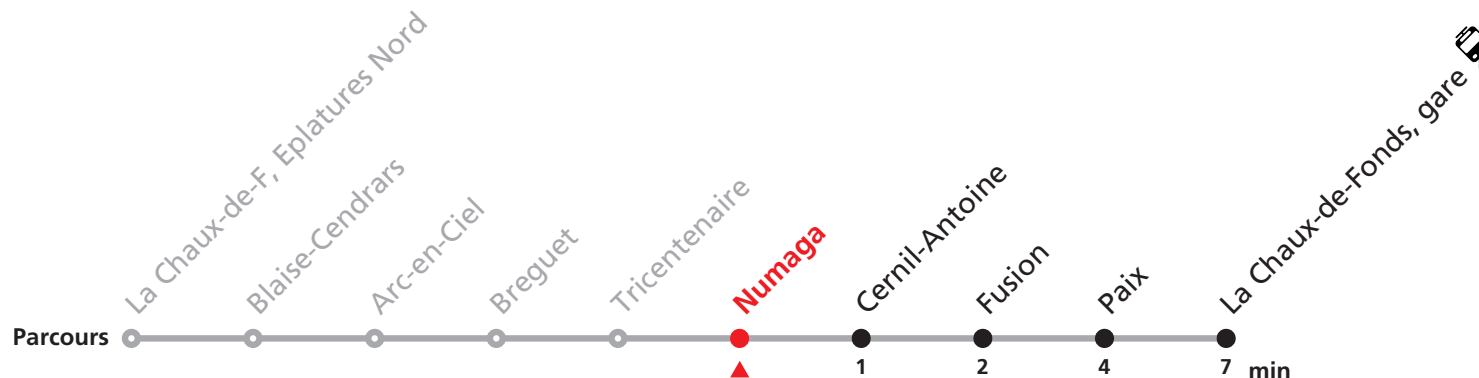 La Chaux-de-F, Eplatures Nord
Blaise-Cendrars
Arc-en-Ciel
Breguet
Tricentenaire
Numaga
Cernil-Antoine
Fusion
Paix
La Chaux-de-Fonds, gare
Parcours
1 2 4 7 min